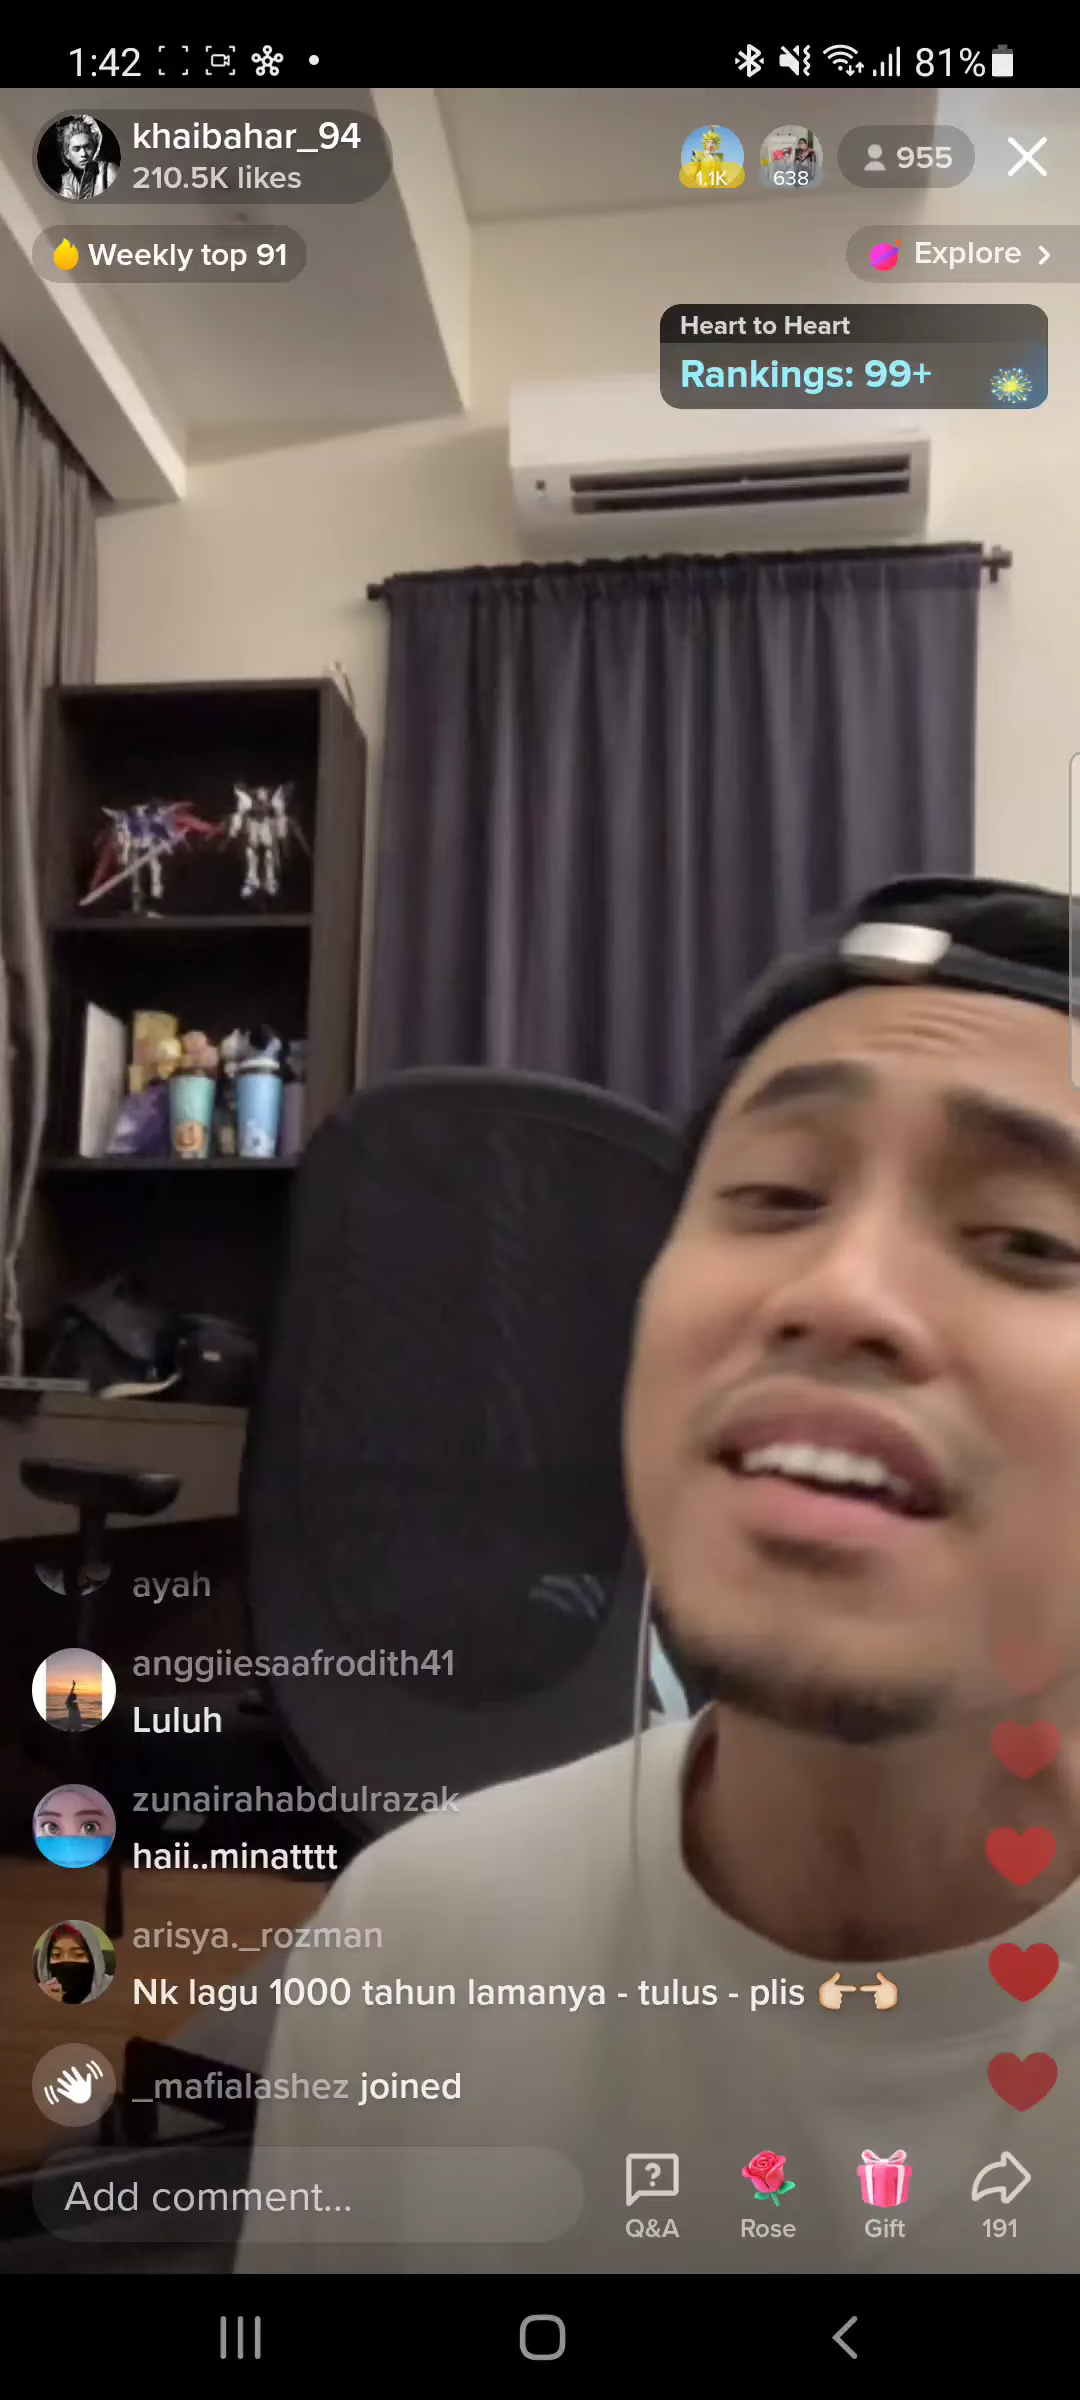 1:42
81%
khaibahar_94
210.5K likes
1.1K
638
955
Weekly top 91
Explore
Heart to Heart
Rankings: 99+
ayah
anggiiesaafrodith41
Luluh
zunairahabdulrazak
haii..minatttt
arisya._rozman
Nk lagu 1000 tahun lamanya - tulus - plis 👉🏻👈🏻
_mafialashez joined
Add comment...
Q&A
Rose
Gift
191